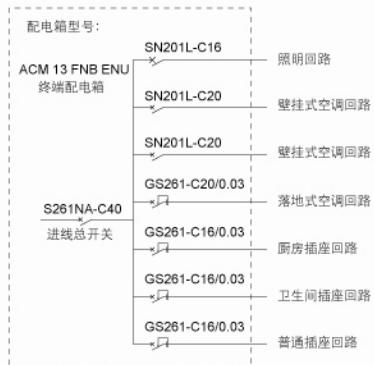 配电箱型号：
ACM 13 FNB ENU
终端配电箱
SN201L-C16
照明回路
SN201L-C20
壁挂式空调回路
SN201L-C20
壁挂式空调回路
GS261-C20/0.03
落地式空调回路
S261NA-C40
进线总开关
GS261-C16/0.03
厨房插座回路
GS261-C16/0.03
卫生间插座回路
GS261-C16/0.03
普通插座回路